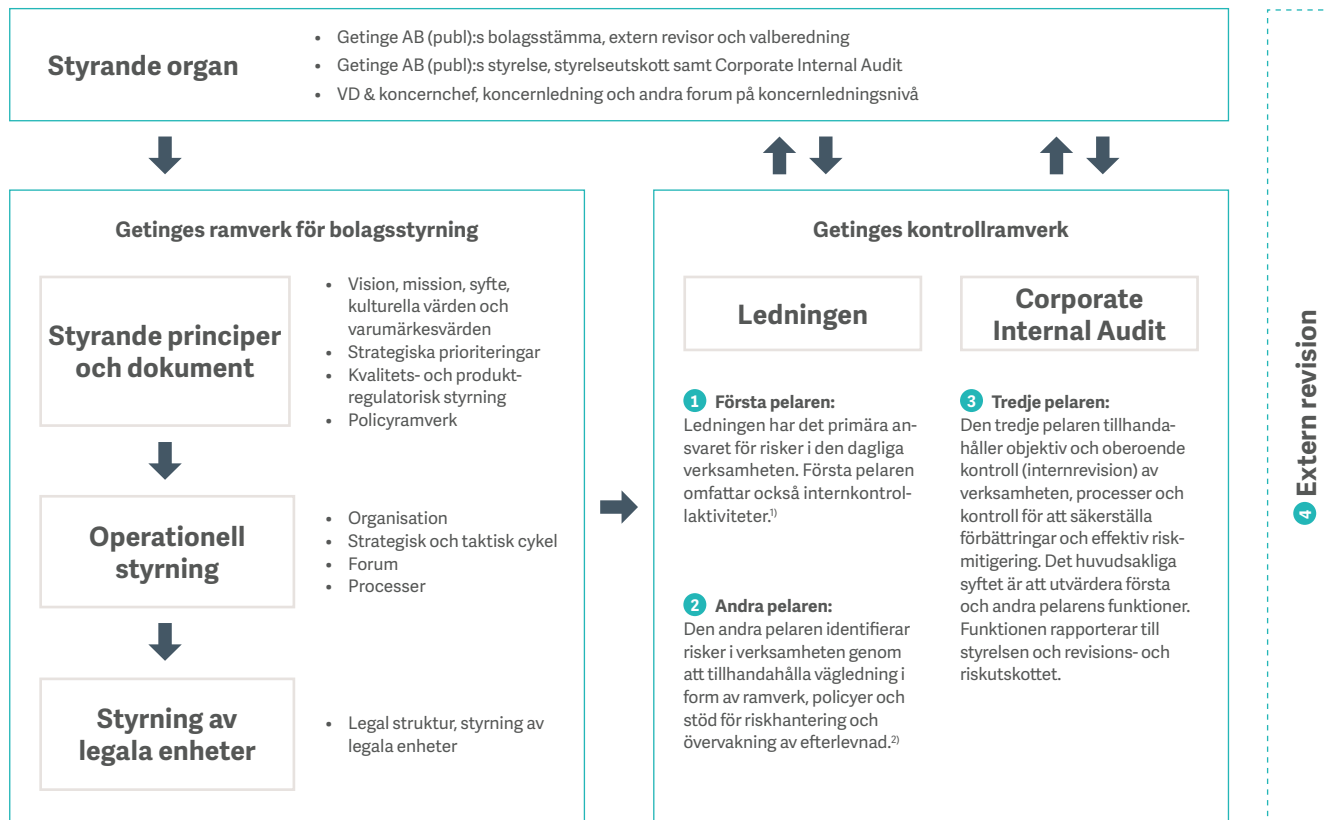 Styrande organ
• Getinge AB (publ):s bolagsstämma, extern revisor och valberedning
• Getinge AB (publ):s styrelse, styrelseutskott samt Corporate Internal Audit
• VD & koncernchef, koncernledning och andra forum på koncernledningsnivå
Getinges ramverk för bolagsstyrning
Styrande principer
och dokument
• Vision, mission, syfte,
kulturella värden och
varumärkesvärden
• Strategiska prioriteringar
• Kvalitets- och produkt-
regulatorisk styrning
• Policyramverk
Operationell
styrning
• Organisation
• Strategisk och taktisk cykel
• Forum
• Processer
Styrning av
legala enheter
• Legal struktur, styrning av
legala enheter
Getinges kontrollramverk
Ledningen
1 Första pelaren:
Ledningen har det primära an-
svaret för risker i den dagliga
verksamheten. Första pelaren
omfattar också internkontrol-
laktiviteter.1)
2 Andra pelaren:
Den andra pelaren identifierar
risker i verksamheten genom
att tillhandahålla vägledning i
form av ramverk, policyer och
stöd för riskhantering och
övervakning av efterlevnad.2)
Corporate
Internal Audit
3 Tredje pelaren:
Den tredje pelaren tillhanda-
håller objektiv och oberoende
kontroll (internrevision) av
verksamheten, processer och
kontroll för att säkerställa
förbättringar och effektiv risk-
mitigering. Det huvudsakliga
syftet är att utvärdera första
och andra pelarens funktioner.
Funktionen rapporterar till
styrelsen och revisions- och
riskutskottet.
4 Extern revision